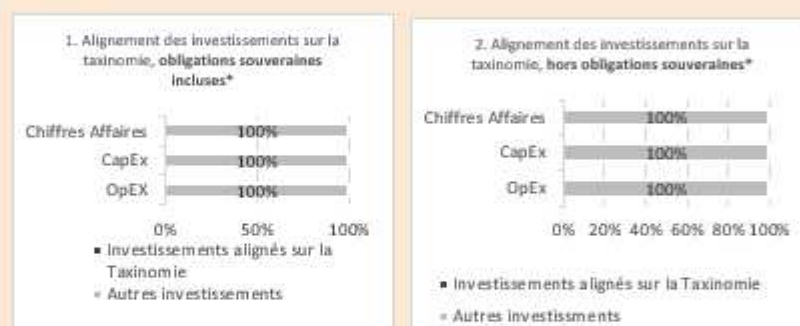 1. Alignement des investissements sur la
taxinomie, obligations souveraines
incluses*
Chiffres Affaires
100%
CapEx
100%
OpEX
100%
0% 50% 100%
▪ Investissements alignés sur la
Taxinomie
▪ Autres investissements
2. Alignement des investissements sur la
taxinomie, hors obligations souveraines*
Chiffres Affaires
100%
CapEx
100%
OpEx
100%
0% 20% 40% 60% 80% 100%
▪ Investissements alignés sur la Taxinomie
▪ Autres investissments